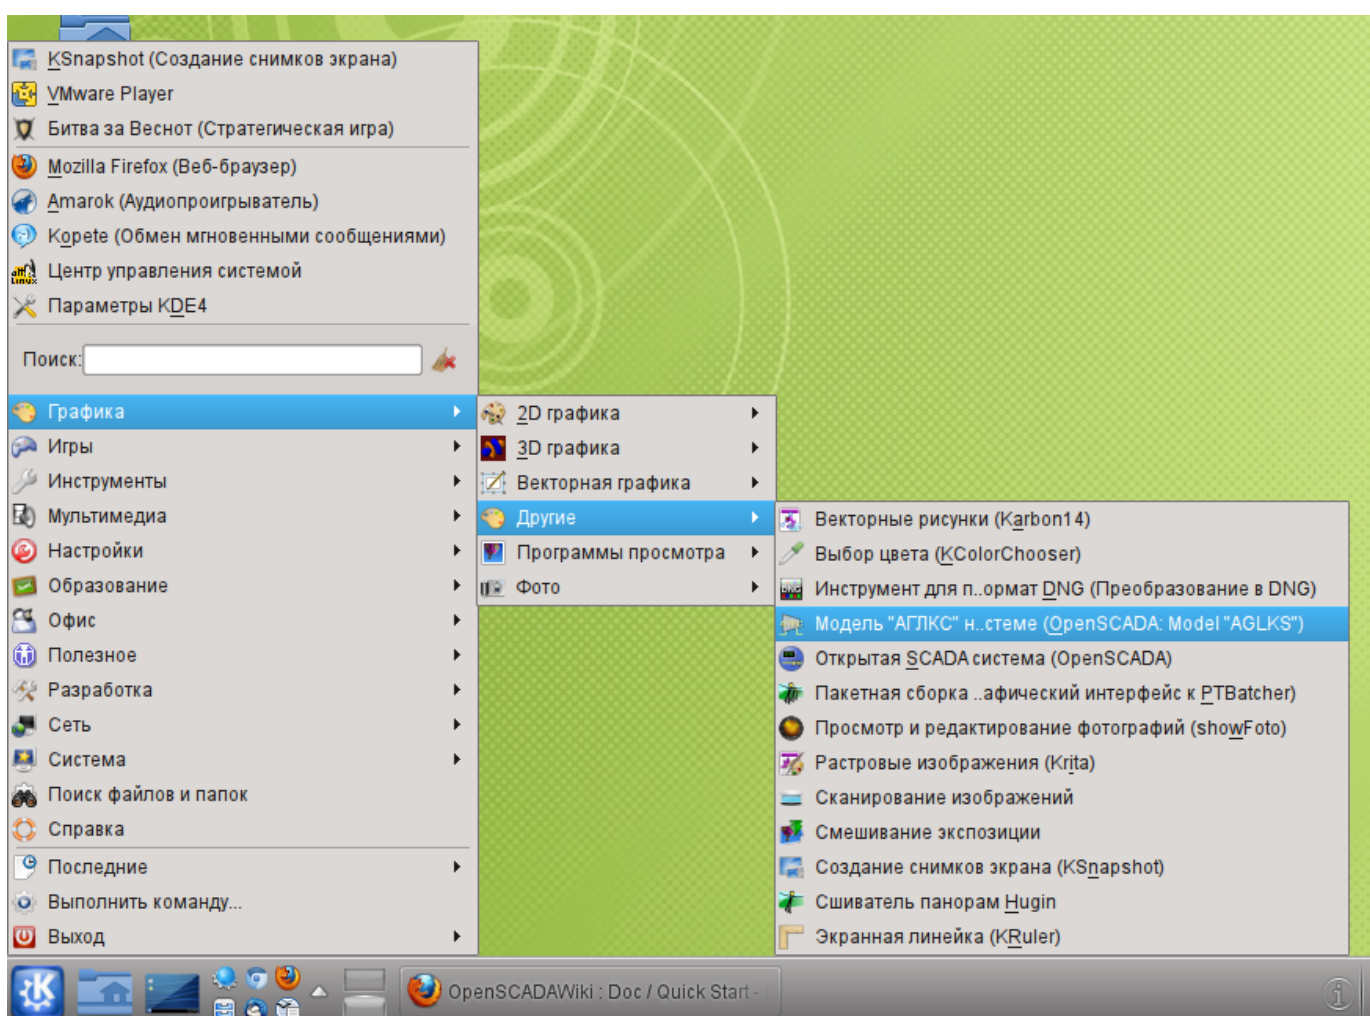 KSnapshot (Создание снимков экрана)
VMware Player
Битва за Веснот (Стратегическая игра)
Mozilla Firefox (Веб-браузер)
Amarok (Аудиопроигрыватель)
Kopete (Обмен мгновенными сообщениями)
Центр управления системой
Параметры KDE4
Поиск:
Графика
Игры
Инструменты
Мультимедиа
Настройки
Образование
Офис
Полезное
Разработка
Сеть
Система
Поиск файлов и папок
Справка
Последние
Выполнить команду...
Выход
2D графика
3D графика
Векторная графика
Другие
Программы просмотра
Фото
Векторные рисунки (Karbon14)
Выбор цвета (KColorChooser)
Инструмент для п..ормат DNG (Преобразование в DNG)
Модель "АГЛКС" н..стеме (OpenSCADA: Model "AGLKS")
Открытая SCADA система (OpenSCADA)
Пакетная сборка ..афический интерфейс к PTBatcher)
Просмотр и редактирование фотографий (showFoto)
Растровые изображения (Krita)
Сканирование изображений
Смешивание экспозиции
Создание снимков экрана (KSnapshot)
Сшиватель панорам Hugin
Экранная линейка (KRuler)
OpenSCADAWiki : Doc / Quick Start -